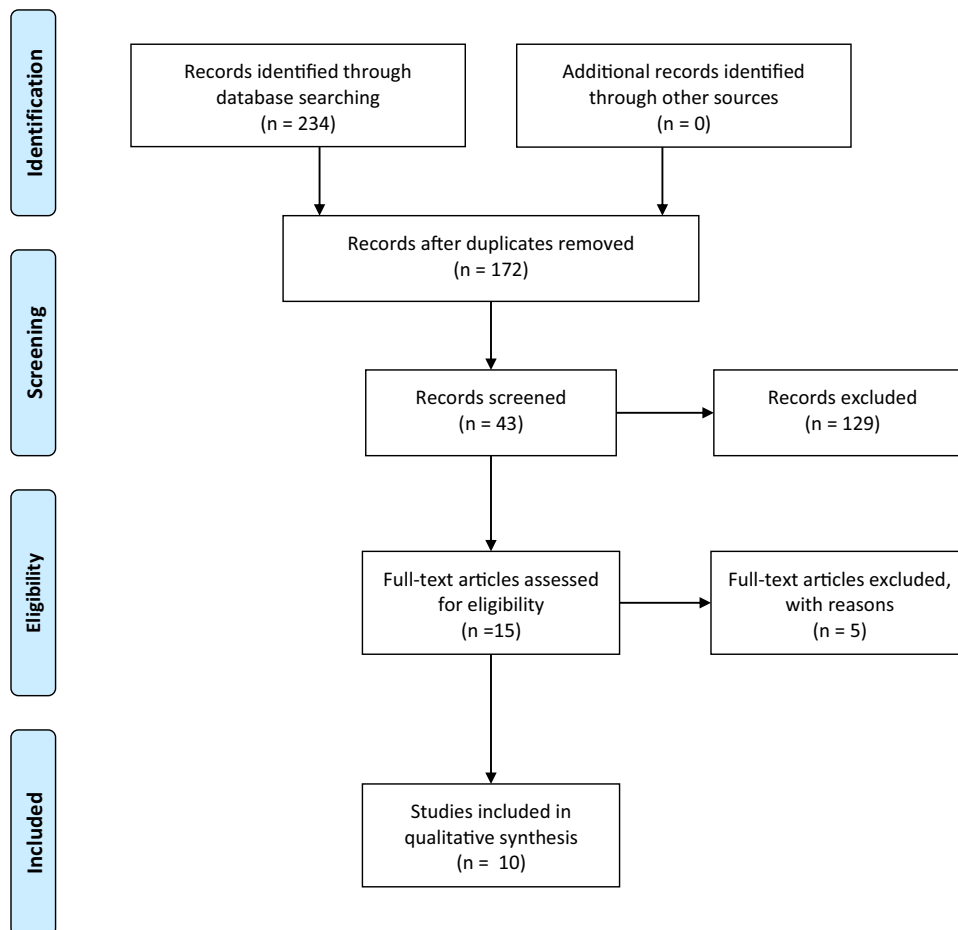 Identification
Records identified through
database searching
(n = 234)
Additional records identified
through other sources
(n = 0)
Records after duplicates removed
(n = 172)
Screening
Records screened
(n = 43)
Records excluded
(n = 129)
Eligibility
Full-text articles assessed
for eligibility
(n =15)
Full-text articles excluded,
with reasons
(n = 5)
Included
Studies included in
qualitative synthesis
(n = 10)